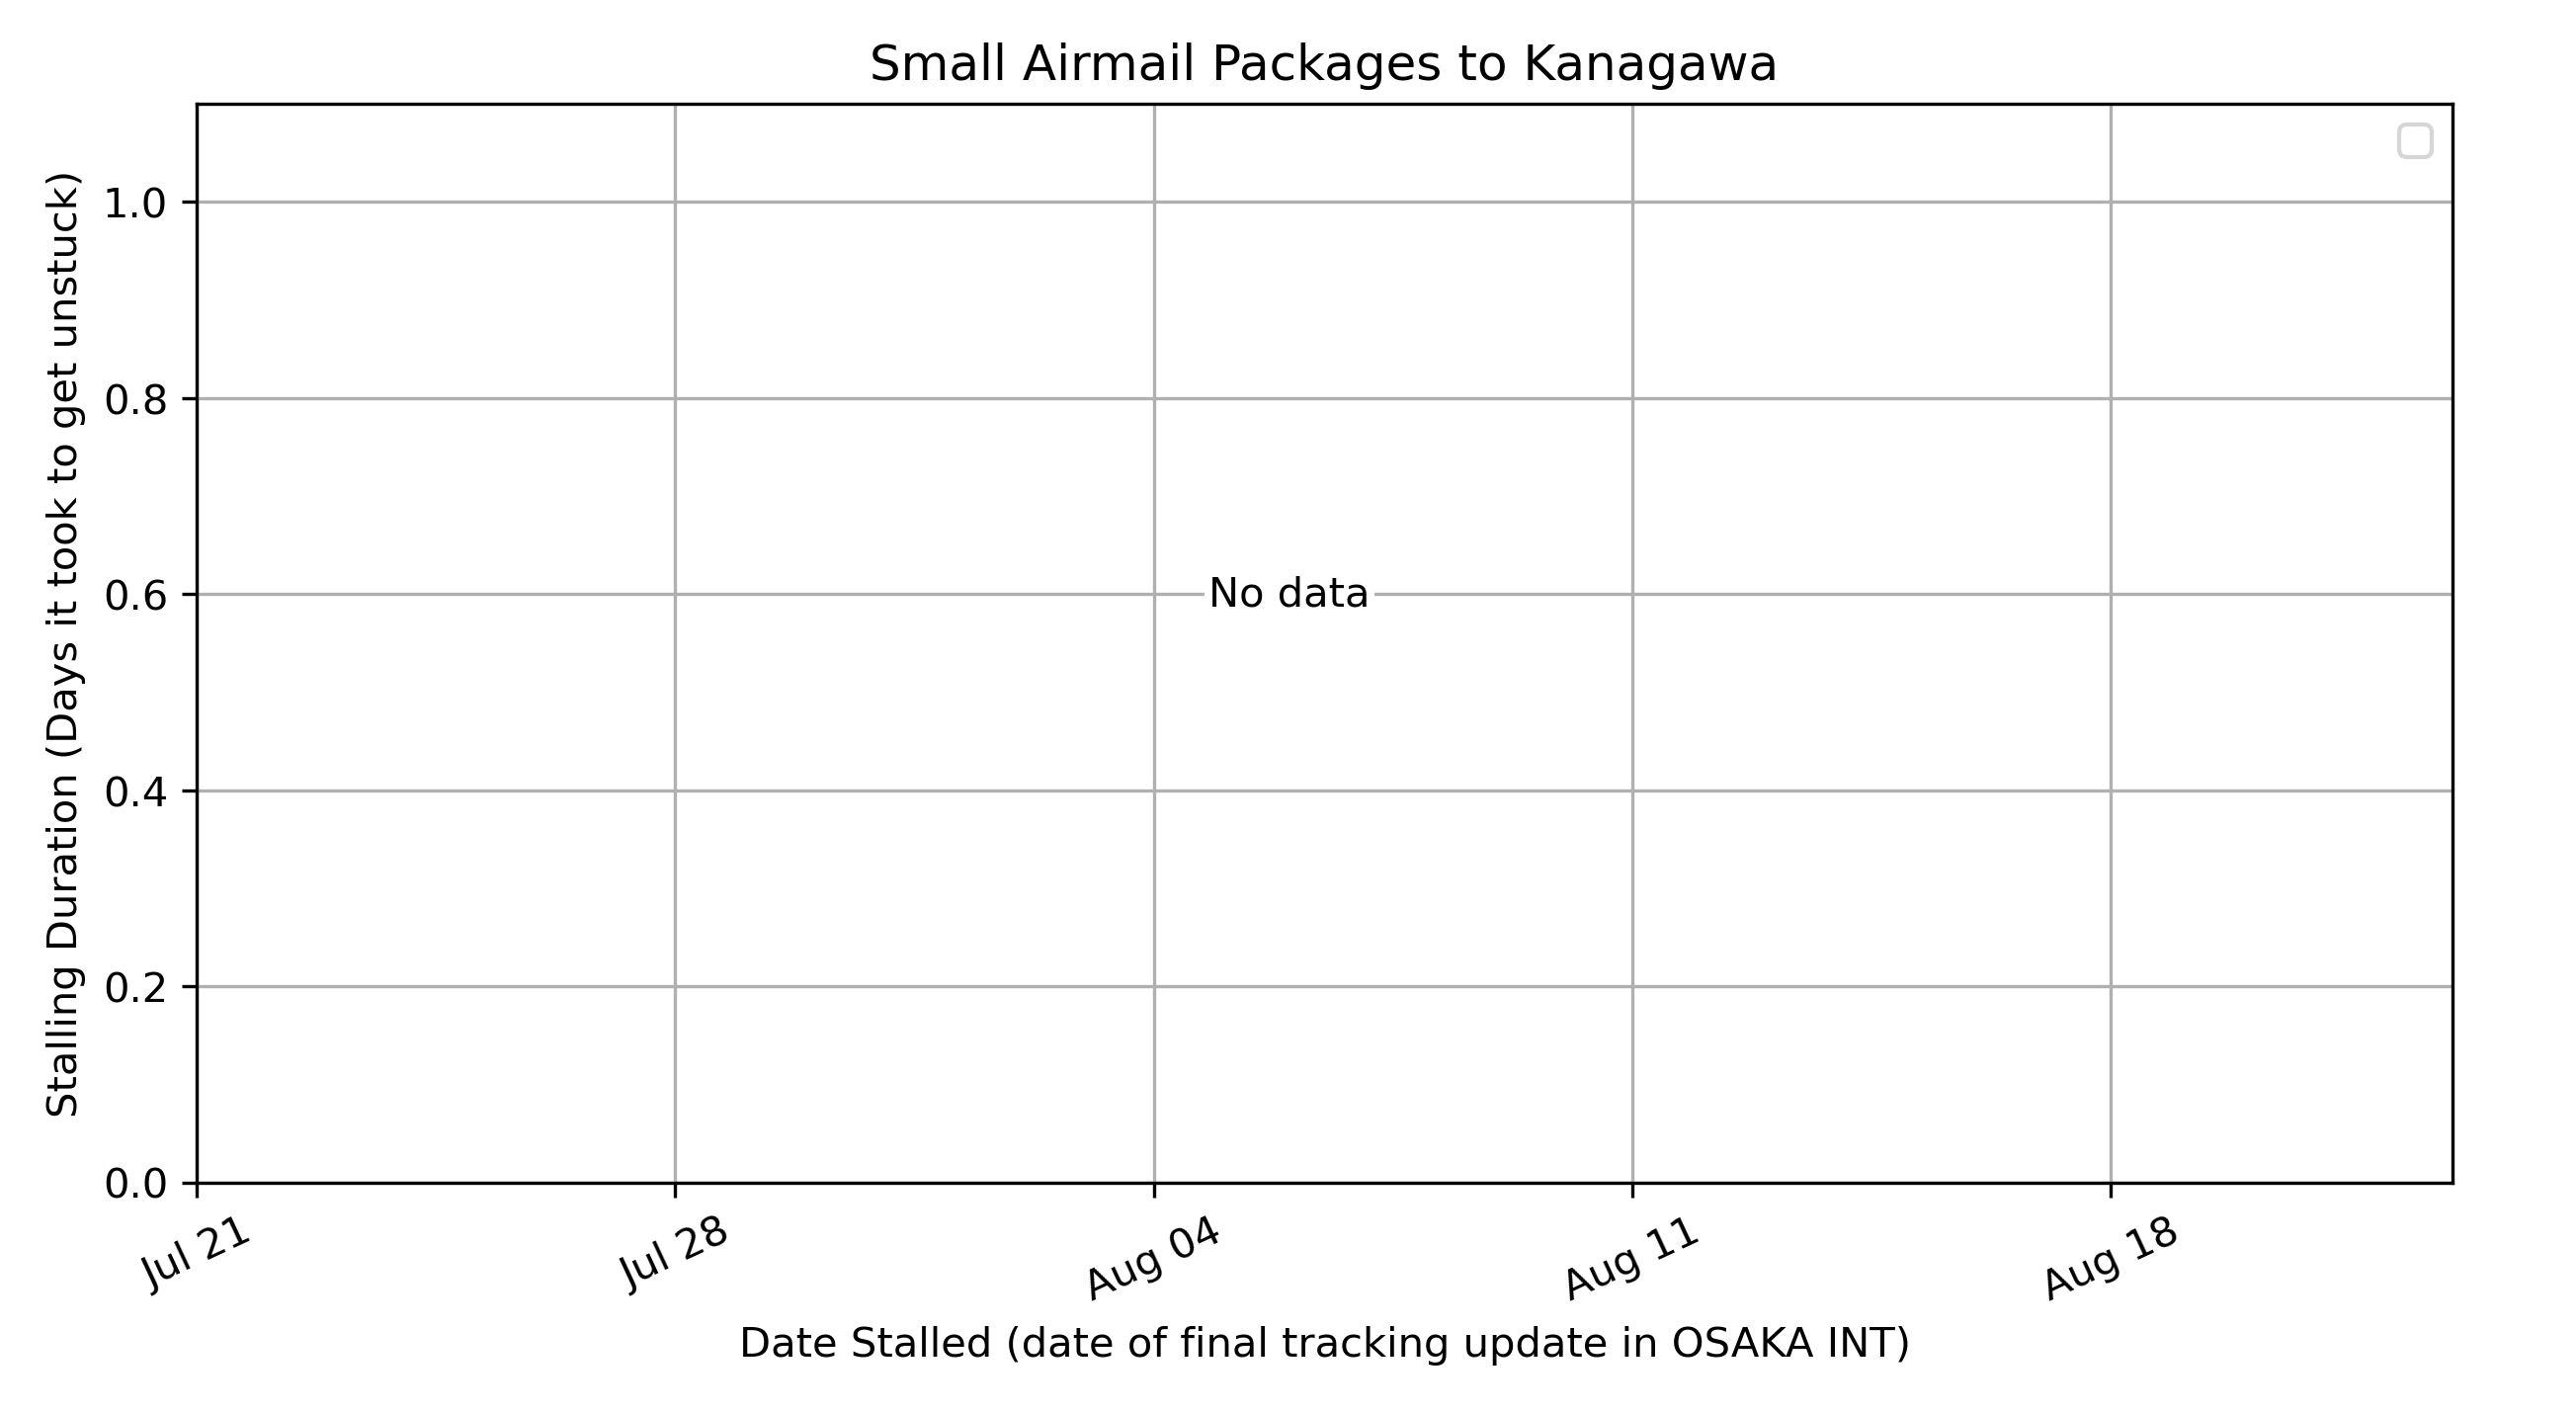 Small Airmail Packages to Kanagawa
Stalling Duration (Days it took to get unstuck)
1.0
0.8
0.6
0.4
0.2
0.0
No data
Jul 21
Jul 28
Aug 04
Aug 11
Aug 18
Date Stalled (date of final tracking update in OSAKA INT)